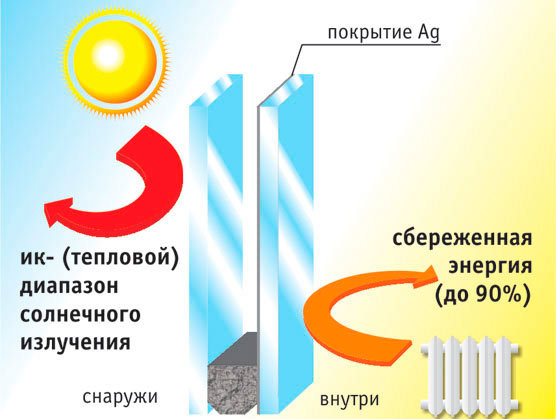 покрытие Ag
ик- (тепловой)
диапазон
солнечного
излучения
сбереженная
энергия
(до 90%)
снаружи
внутри